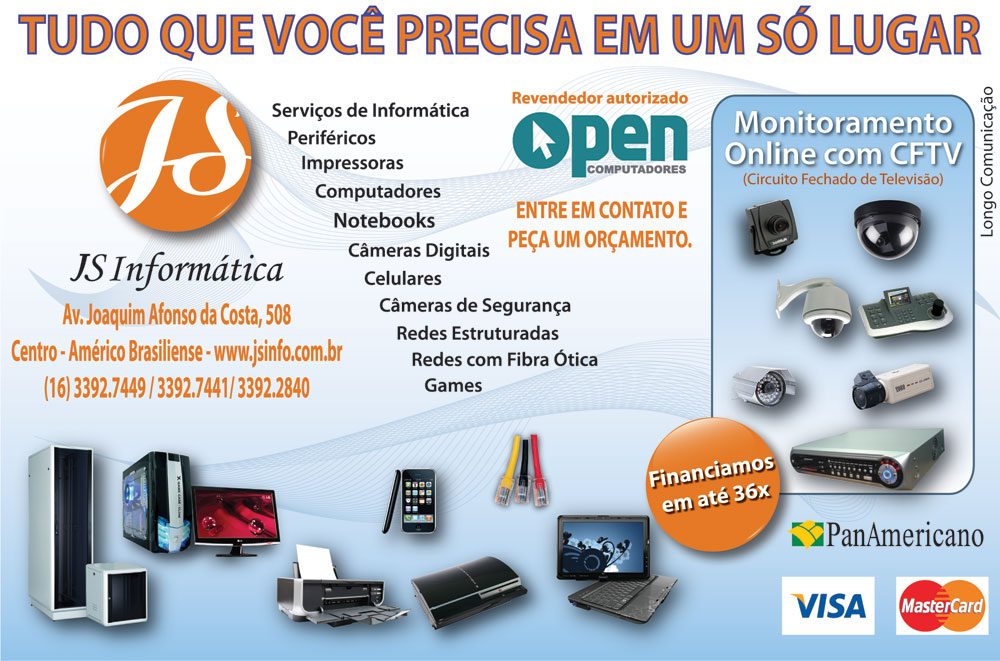 TUDO QUE VOCÊ PRECISA EM UM SÓ LUGAR
JS
JS Informática
Av. Joaquim Afonso da Costa, 508
Centro - Américo Brasiliense - www.jsinfo.com.br
(16) 3392.7449 / 3392.7441/ 3392.2840
Serviços de Informática
Periféricos
Impressoras
Computadores
Notebooks
Câmeras Digitais
Celulares
Câmeras de Segurança
Redes Estruturadas
Redes com Fibra Ótica
Games
Revendedor autorizado
Open
COMPUTADORES
ENTRE EM CONTATO E
PEÇA UM ORÇAMENTO.
Monitoramento
Online com CFTV
(Circuito Fechado de Televisão)
Longo Comunicação
Financiamos
em até 36x
PanAmericano
VISA
MasterCard